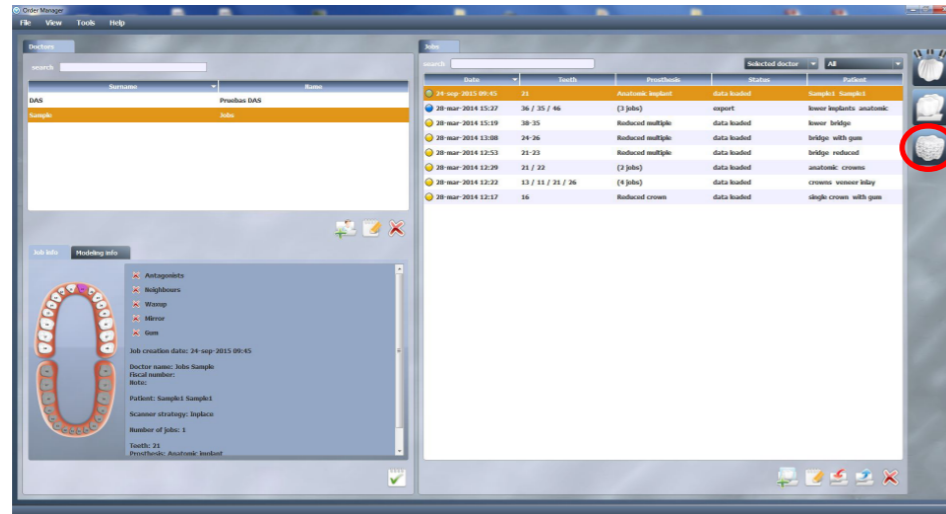 Order Manager
File View Tools Help
Doctors
search
Surname Name
DAS Pruebas DAS
Sample Jobs
Job info Modeling info
Antagonists
Neighbours
Waxup
Mirror
Gum
Job creation date: 24-sep-2015 09:45
Doctor name: Jobs Sample
Fiscal number:
Note:
Patient: Sample1 Sample1
Scanner strategy: Inplace
Number of jobs: 1
Teeth: 21
Prosthesis: Anatomic implant
Jobs
search Selected doctor All
Date Teeth Prosthesis Status Patient
24-sep-2015 09:45 21 Anatomic implant data loaded Sample1 Sample1
28-mar-2014 15:27 36 / 35 / 46 (3 jobs) export lower implants anatomic
28-mar-2014 15:19 38-35 Reduced multiple data loaded lower bridge
28-mar-2014 13:08 24-26 Reduced multiple data loaded bridge with gum
28-mar-2014 12:53 21-23 Reduced multiple data loaded bridge reduced
28-mar-2014 12:29 21 / 22 (2 jobs) data loaded anatomic crowns
28-mar-2014 12:22 13 / 11 / 21 / 26 (4 jobs) data loaded crowns veneer inlay
28-mar-2014 12:17 16 Reduced crown data loaded single crown with gum